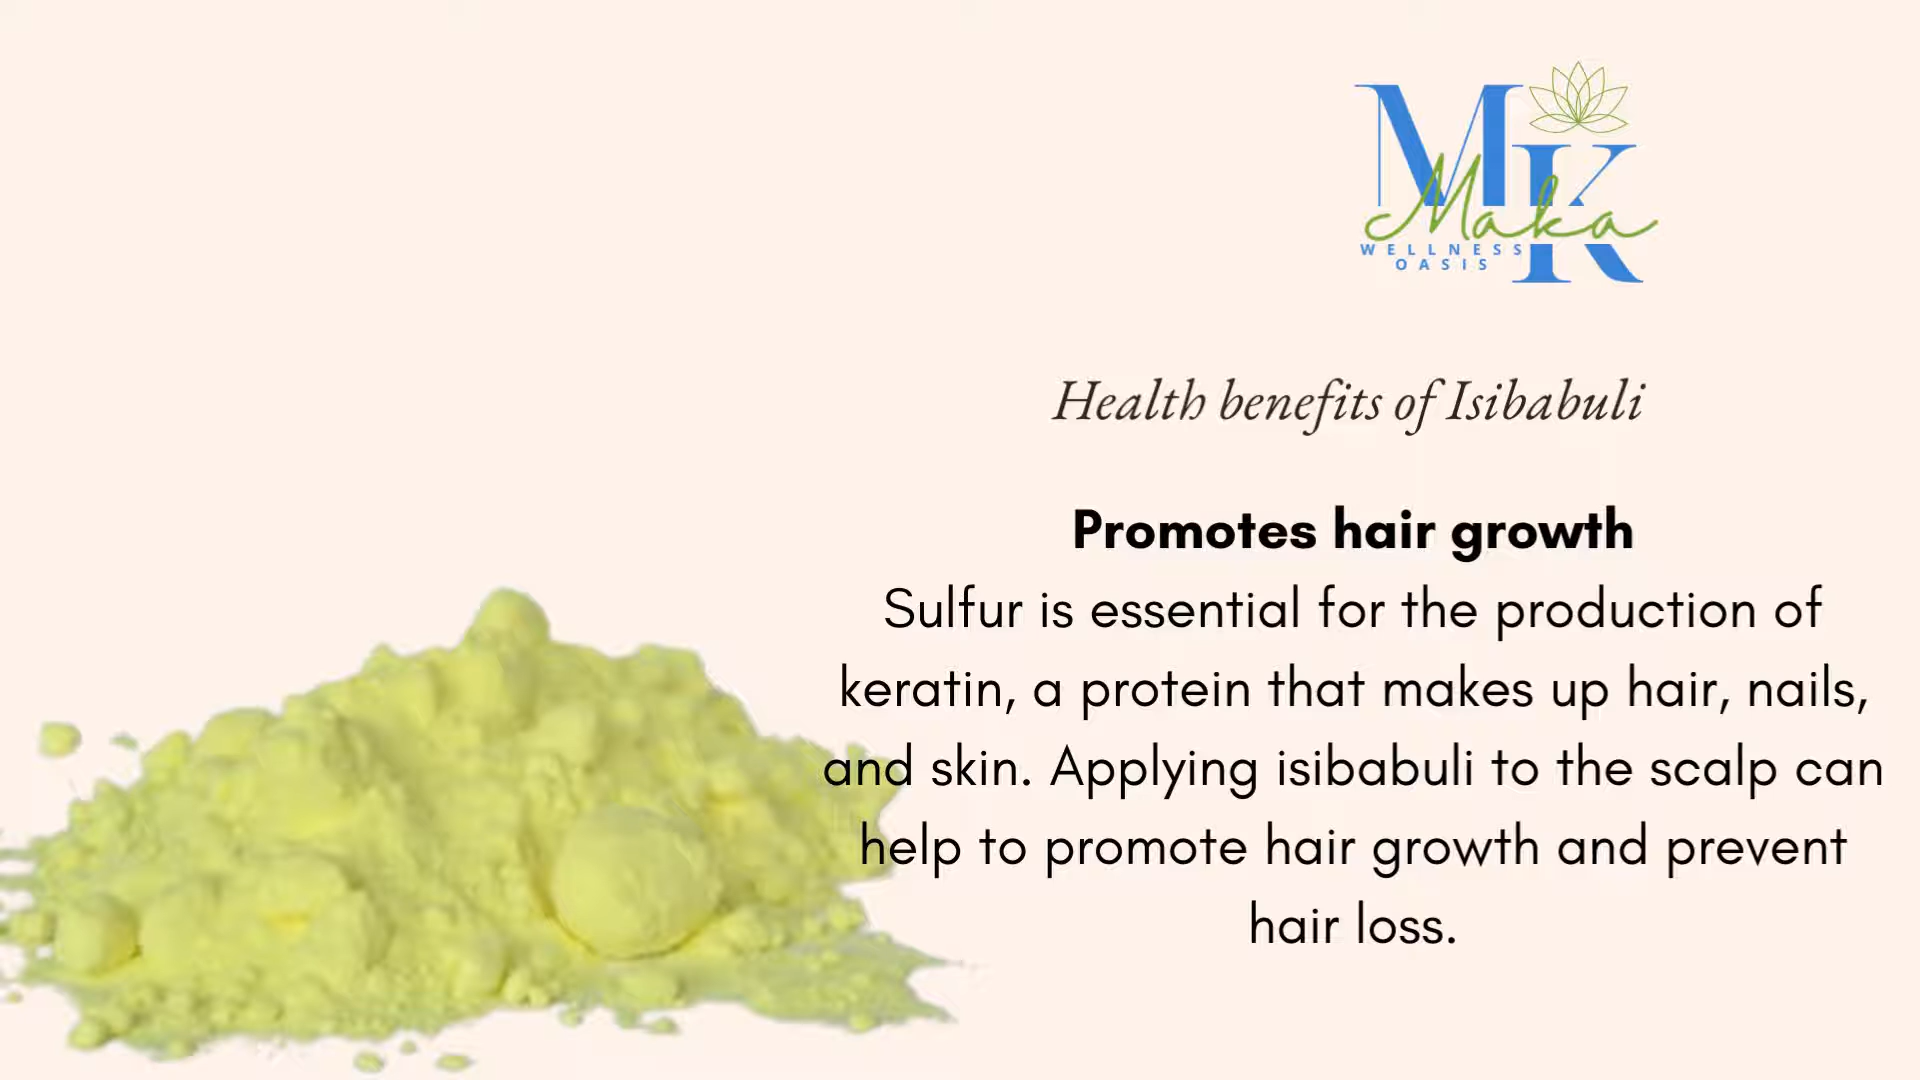 MK
Maka
WELLNESS
OASIS
Health benefits of Isibabuli
Promotes hair growth
Sulfur is essential for the production of
keratin, a protein that makes up hair, nails,
and skin. Applying isibabuli to the scalp can
help to promote hair growth and prevent
hair loss.